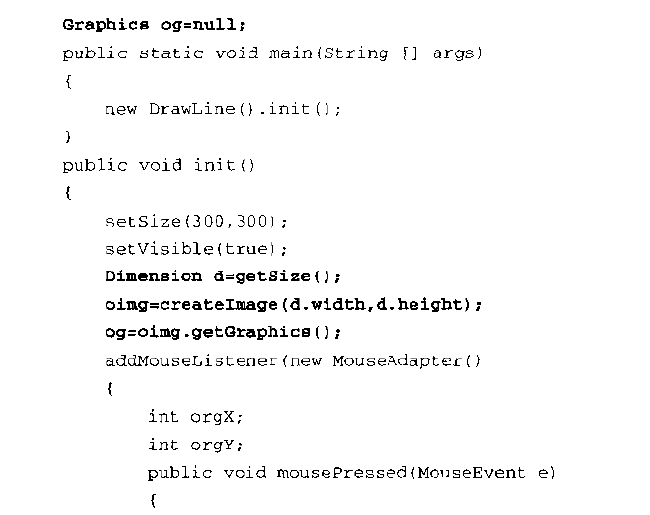 Graphics og=null;
public static void main(String [] args)
{
new DrawLine().init();
}
public void init()
{
setSize(300,300);
setVisible(true);
Dimension d=getSize();
oimg=createImage(d.width,d.height);
og=oimg.getGraphics();
addMouseListener(new MouseAdapter()
{
int orgX;
int orgY;
public void mousePressed(MouseEvent e)
{